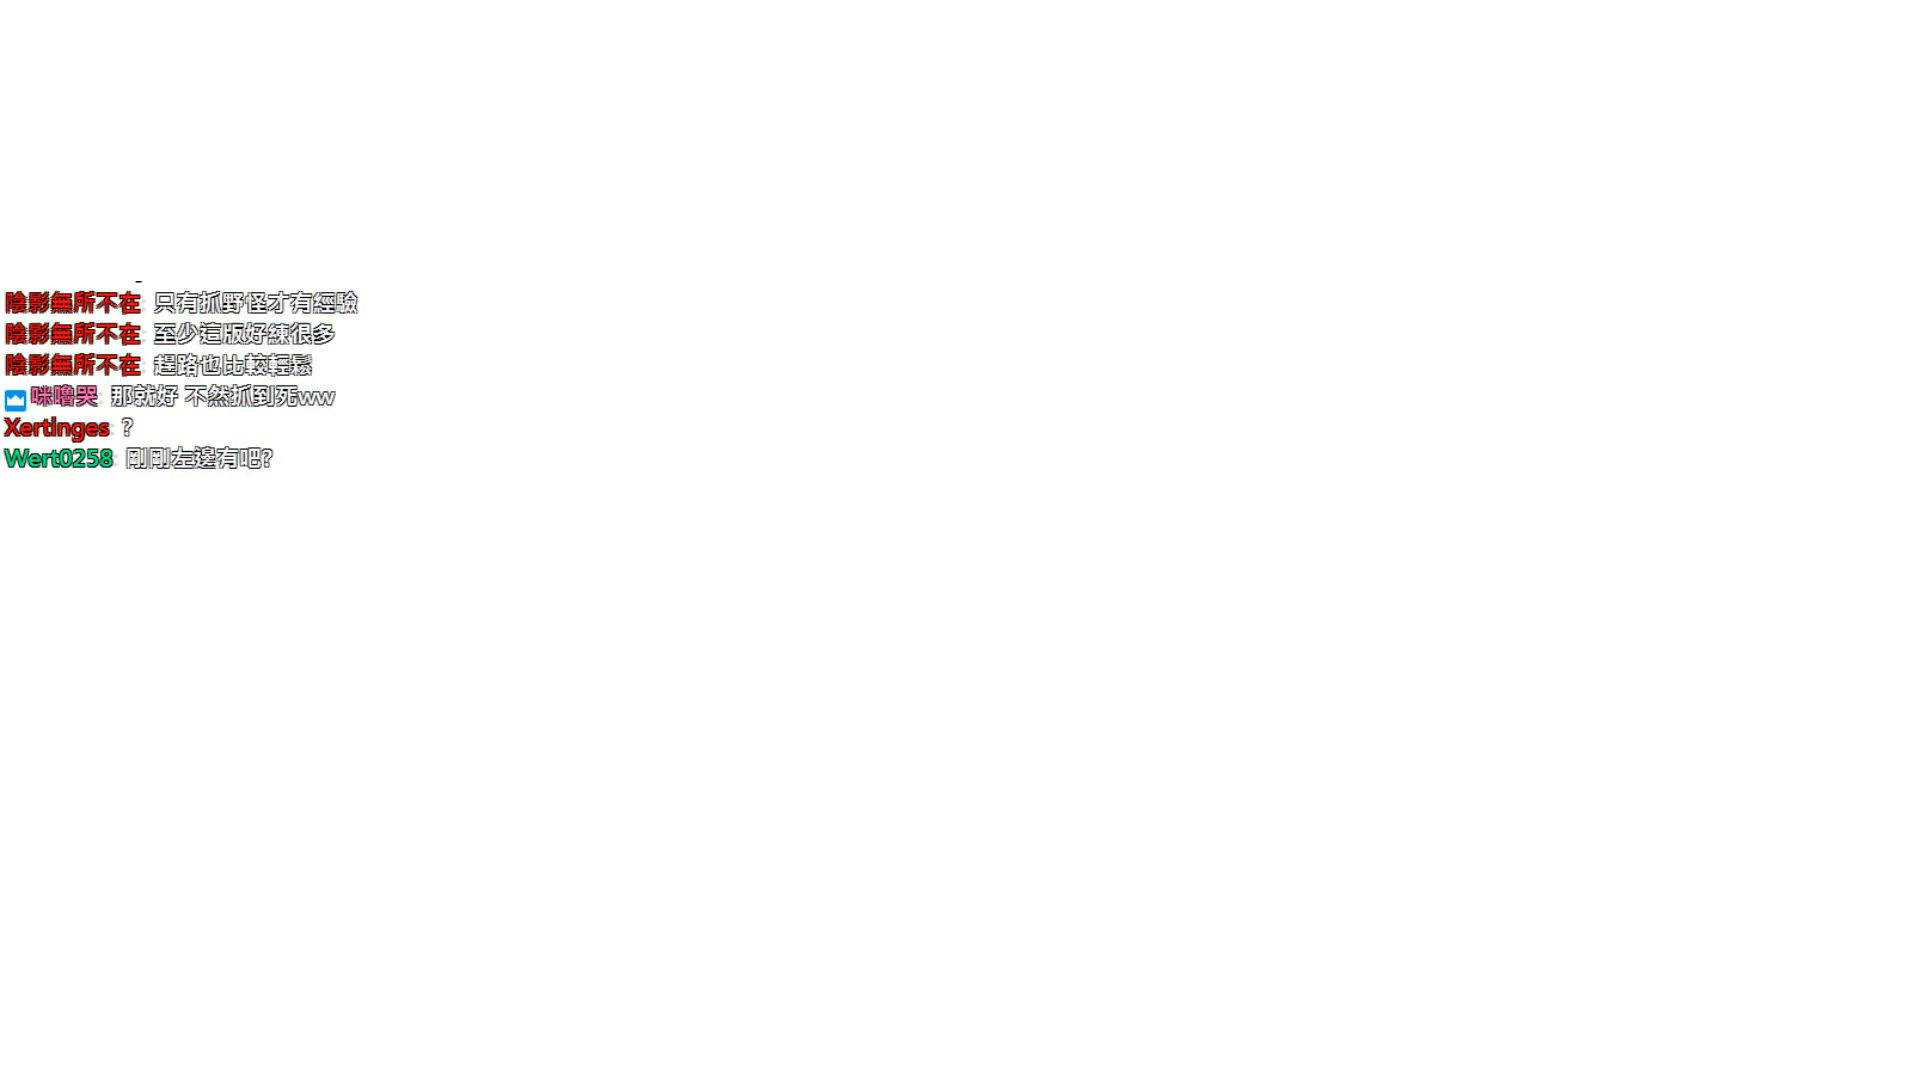 陰影無所不在: 只有抓野怪才有經驗
陰影無所不在: 至少這版好練很多
陰影無所不在: 趕路也比較輕鬆
咪嚕哭: 那就好 不然抓到死ww
Xertinges: ?
Wert0258: 剛剛左邊有吧?